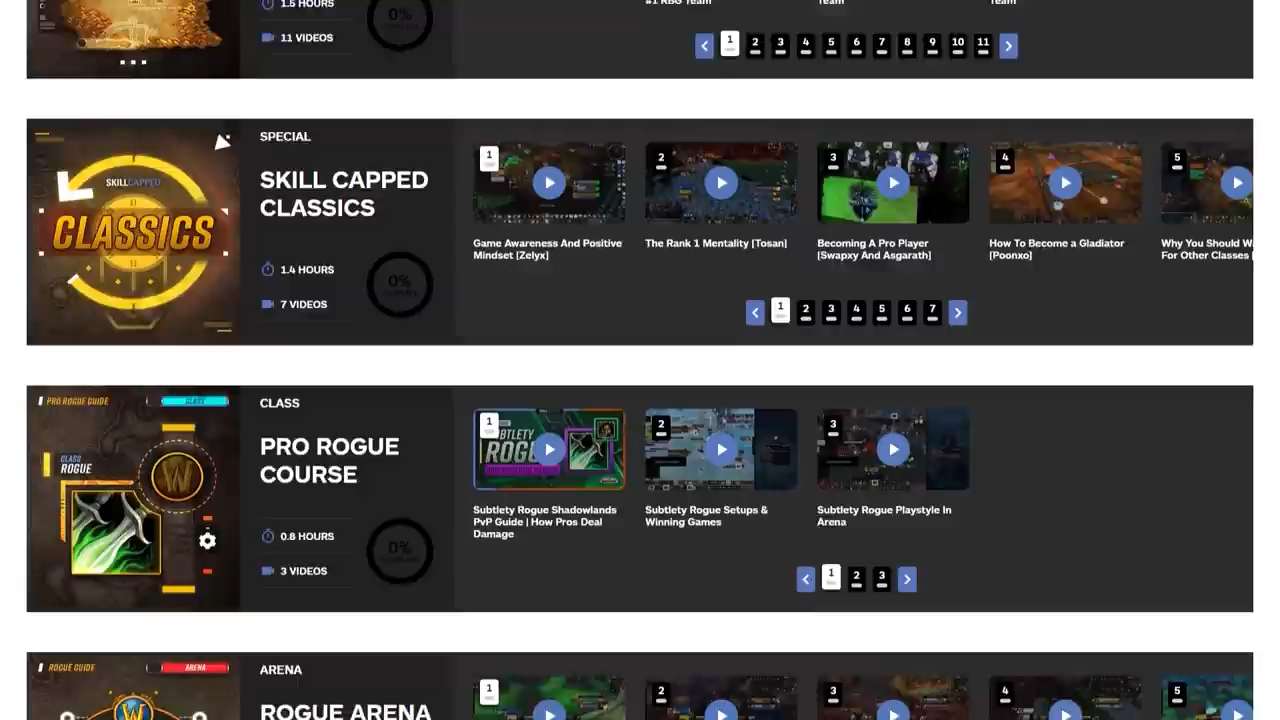 #1 RBG Team
Team
Team
1.5 HOURS
0%
11 VIDEOS
1 2 3 4 5 6 7 8 9 10 11
SKILLCAPPED
CLASSICS
SPECIAL
SKILL CAPPED
CLASSICS
1.4 HOURS
7 VIDEOS
0%
1
Game Awareness And Positive
Mindset [Zelyx]
2
The Rank 1 Mentality [Tosan]
3
Becoming A Pro Player
[Swapxy And Asgarath]
4
How To Become a Gladiator
[Poonxo]
5
Why You Should W
For Other Classes
1 2 3 4 5 6 7
PRO ROGUE GUIDE
CLASS
CLASS
ROGUE
CLASS
PRO ROGUE
COURSE
0.8 HOURS
3 VIDEOS
0%
1
Subtlety Rogue Shadowlands
PvP Guide | How Pros Deal
Damage
2
Subtlety Rogue Setups &
Winning Games
3
Subtlety Rogue Playstyle In
Arena
1 2 3
ROGUE GUIDE
ARENA
ARENA
ROGUE ARENA
1
2
3
4
5